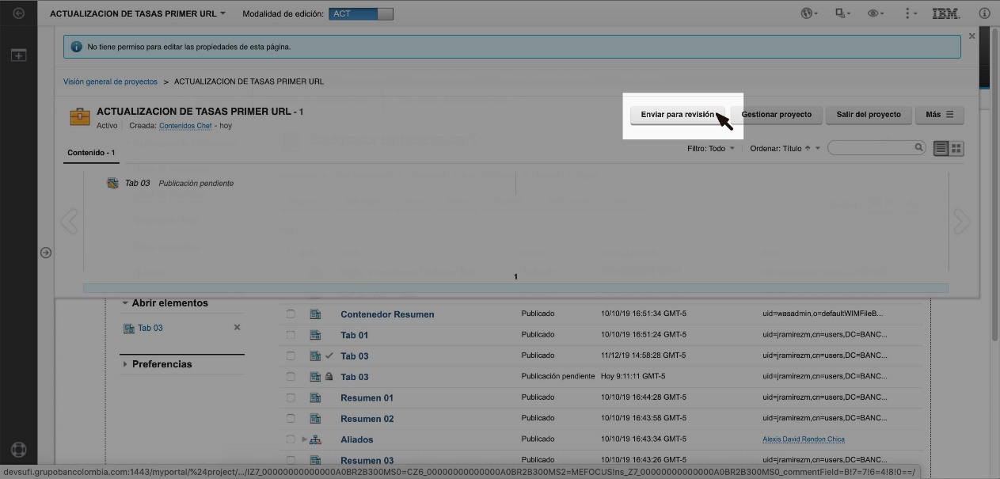 ACTUALIZACION DE TASAS PRIMER URL Modalidad de edición: ACT IBM.
No tiene permiso para editar las propiedades de esta página.
Visión general de proyectos > ACTUALIZACION DE TASAS PRIMER URL
ACTUALIZACION DE TASAS PRIMER URL - 1
Activo Creada: Contenidos Chef - hoy
Enviar para revisión Gestionar proyecto Salir del proyecto Más
Contenido - 1 Filtro: Todo Ordenar: Título
Tab 03 Publicación pendiente
1
Abrir elementos
Tab 03
Preferencias
Contenedor Resumen Publicado 10/10/19 16:51:34 GMT-5 uid=wasadmin,o=defaultWIMFileB...
Tab 01 Publicado 10/10/19 16:51:24 GMT-5 uid=jramirezm,cn=users,DC=BANC...
Tab 03 Publicado 11/12/19 14:58:28 GMT-5 uid=jramirezm,cn=users,DC=BANC...
Tab 03 Publicación pendiente Hoy 9:11:11 GMT-5 uid=jramirezm,cn=users,DC=BANC...
Resumen 01 Publicado 10/10/19 16:44:28 GMT-5 uid=jramirezm,cn=users,DC=BANC...
Resumen 02 Publicado 10/10/19 16:43:58 GMT-5 uid=jramirezm,cn=users,DC=BANC...
Aliados Publicado 10/10/19 16:43:34 GMT-5 Alexis David Rendon Chica
Resumen 03 Publicado 10/10/19 16:43:26 GMT-5 uid=jramirezm,cn=users,DC=BANC...
devsufi.grupobancolombia.com:1443/myportal/%24project/.../IZ7_00000000000000A0BR2B300MS0=CZ6_00000000000000A0BR2B300MS2=MEFOCUS!ns_Z7_00000000000000A0BR2B300MS0_commentField=B!7=7!6=4!8!0==/